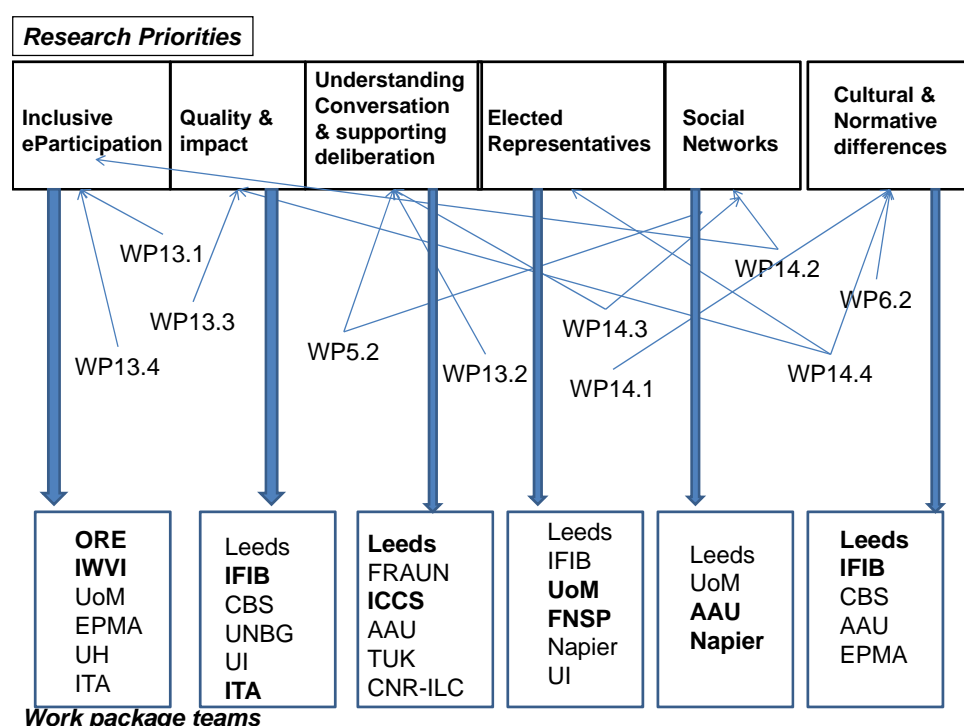 Research Priorities
Inclusive
eParticipation
Quality &
impact
Understanding
Conversation
& supporting
deliberation
Elected
Representatives
Social
Networks
Cultural &
Normative
differences
WP13.1
WP13.3
WP13.4
WP5.2
WP13.2
WP14.3
WP14.1
WP14.2
WP14.4
WP6.2
ORE
IWVI
UoM
EPMA
UH
ITA
Leeds
IFIB
CBS
UNBG
UI
ITA
Leeds
FRAUN
ICCS
AAU
TUK
CNR-ILC
Leeds
IFIB
UoM
FNSP
Napier
UI
Leeds
UoM
AAU
Napier
Leeds
IFIB
CBS
AAU
EPMA
Work package teams